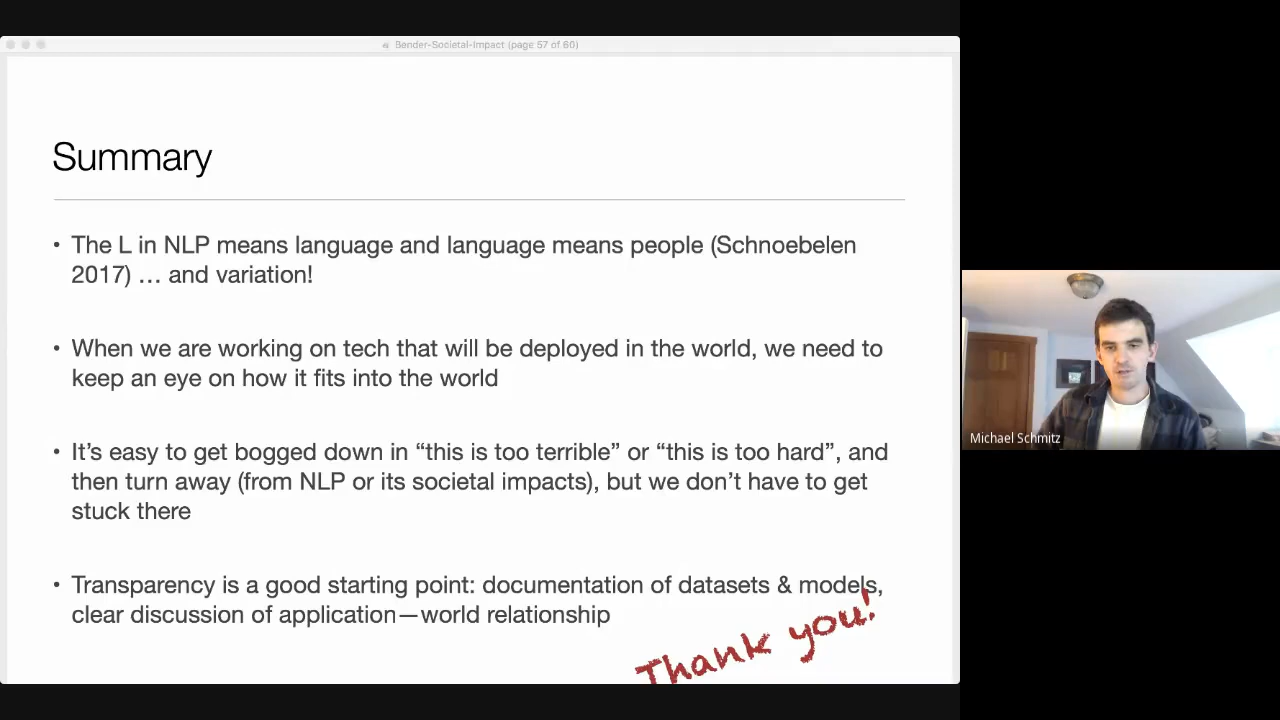 Bender-Societal-Impact (page 57 of 60)
Summary
• The L in NLP means language and language means people (Schnoebelen
2017) … and variation!
• When we are working on tech that will be deployed in the world, we need to
keep an eye on how it fits into the world
• It’s easy to get bogged down in “this is too terrible” or “this is too hard”, and
then turn away (from NLP or its societal impacts), but we don’t have to get
stuck there
• Transparency is a good starting point: documentation of datasets & models,
clear discussion of application—world relationship
Thank you!
Michael Schmitz